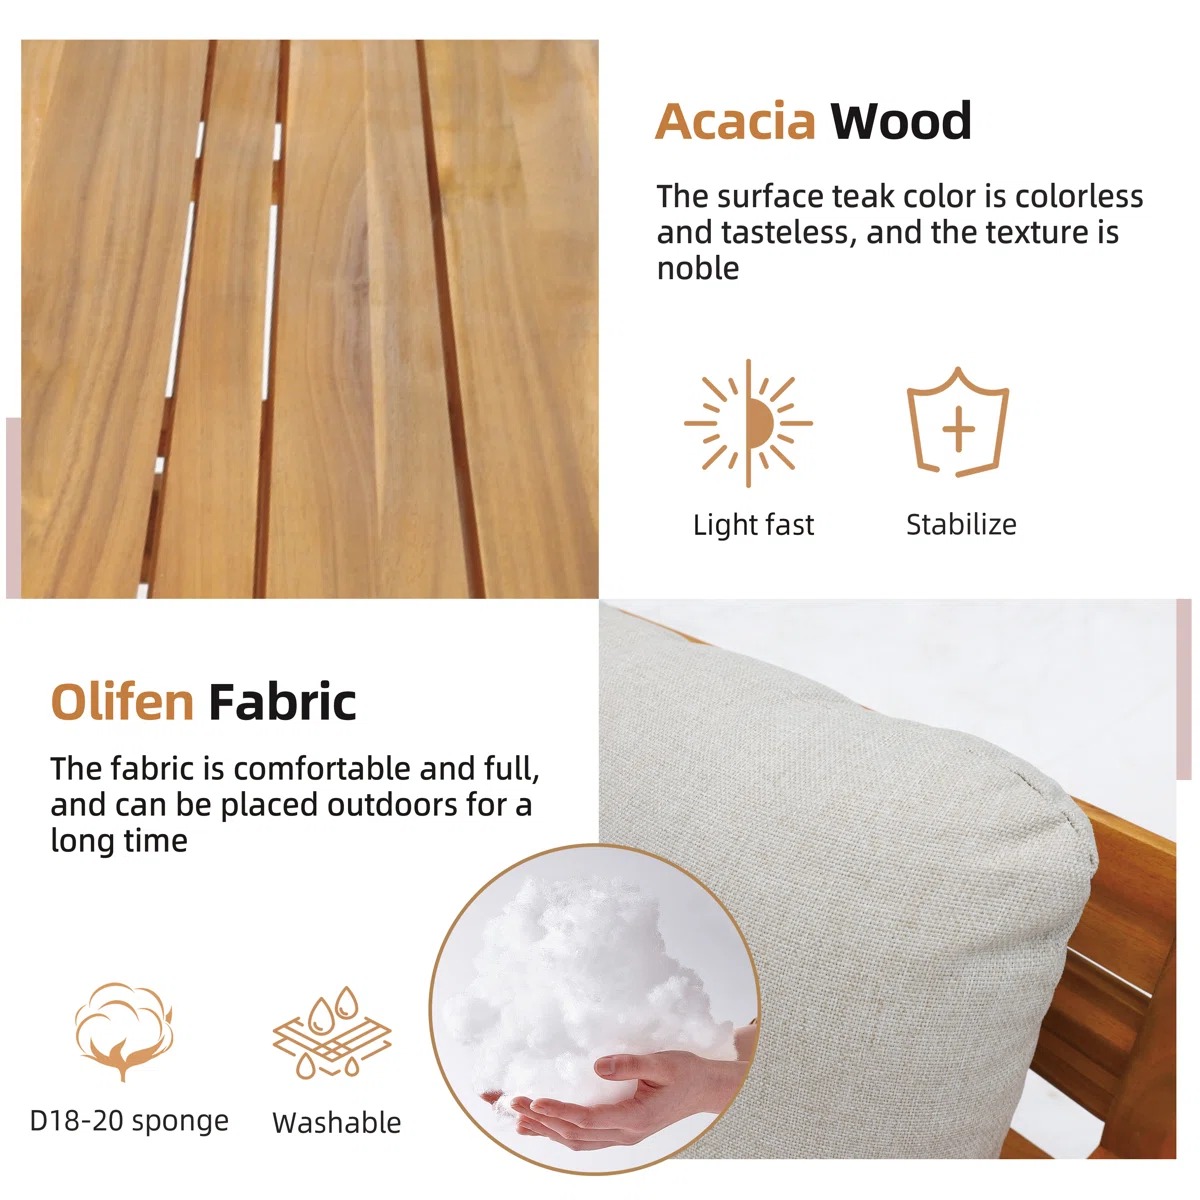 Acacia Wood
The surface teak color is colorless
and tasteless, and the texture is
noble
Light fast
Stabilize
Olifen Fabric
The fabric is comfortable and full,
and can be placed outdoors for a
long time
D18-20 sponge
Washable